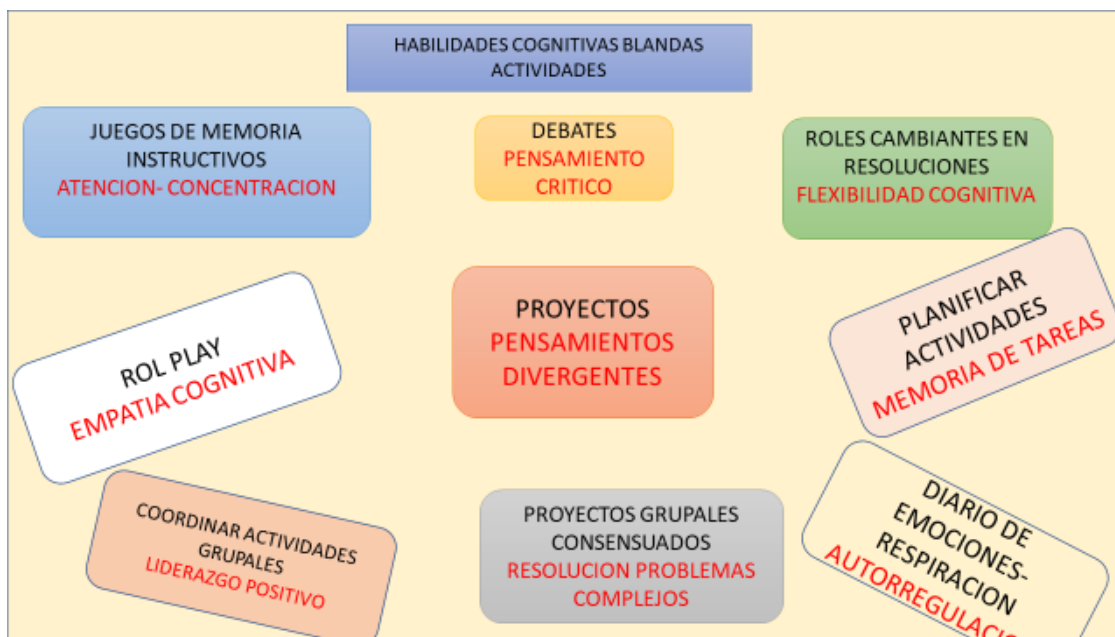 HABILIDADES COGNITIVAS BLANDAS
ACTIVIDADES
JUEGOS DE MEMORIA
INSTRUCTIVOS
ATENCION- CONCENTRACION
DEBATES
PENSAMIENTO
CRITICO
ROLES CAMBIANTES EN
RESOLUCIONES
FLEXIBILIDAD COGNITIVA
ROL PLAY
EMPATIA COGNITIVA
PROYECTOS
PENSAMIENTOS
DIVERGENTES
PLANIFICAR
ACTIVIDADES
MEMORIA DE TAREAS
COORDINAR ACTIVIDADES
GRUPALES
LIDERAZGO POSITIVO
PROYECTOS GRUPALES
CONSENSUADOS
RESOLUCION PROBLEMAS
COMPLEJOS
DIARIO DE
EMOCIONES-
RESPIRACION